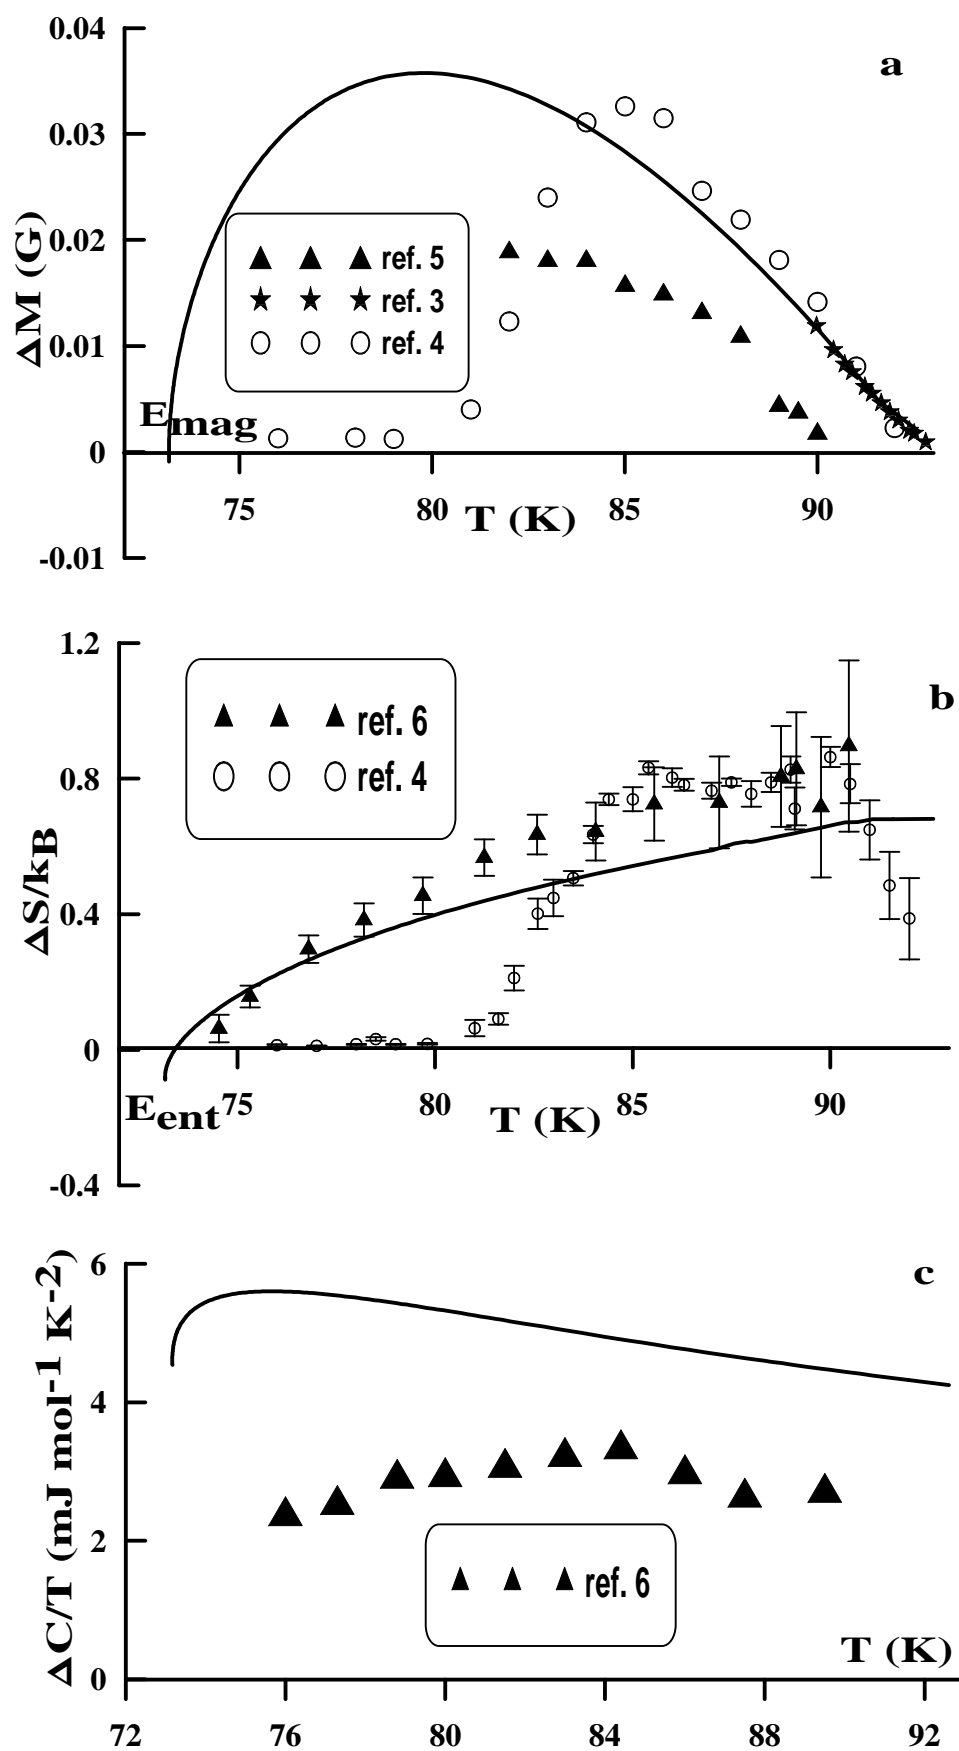 0.04
a
0.03
ΔM (G)
0.02
ref. 5
ref. 3
0.01
ref. 4
Emag
0
75
80
T (K)
85
90
-0.01
1.2
b
ref. 6
0.8
ref. 4
ΔS/kB
0.4
0
Eent
75
80
T (K)
85
90
-0.4
6
c
ΔC/T (mJ mol-1 K-2)
4
2
ref. 6
T (K)
0
72
76
80
84
88
92